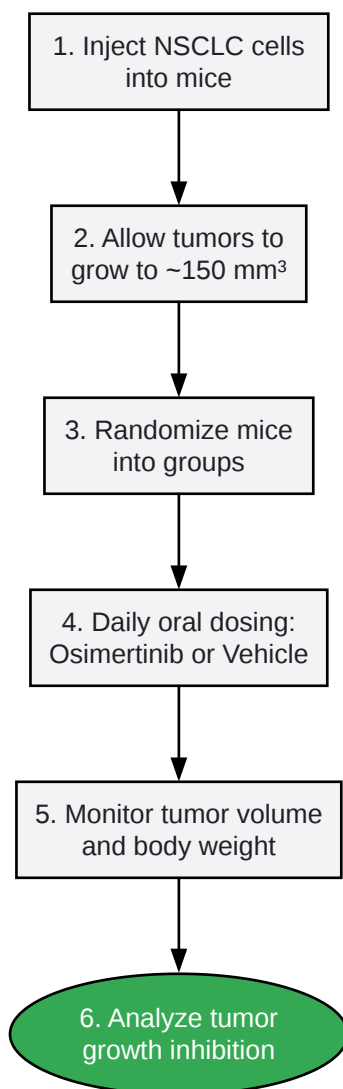 1. Inject NSCLC cells
into mice
2. Allow tumors to
grow to ~150 mm³
3. Randomize mice
into groups
4. Daily oral dosing:
Osimertinib or Vehicle
5. Monitor tumor volume
and body weight
6. Analyze tumor
growth inhibition